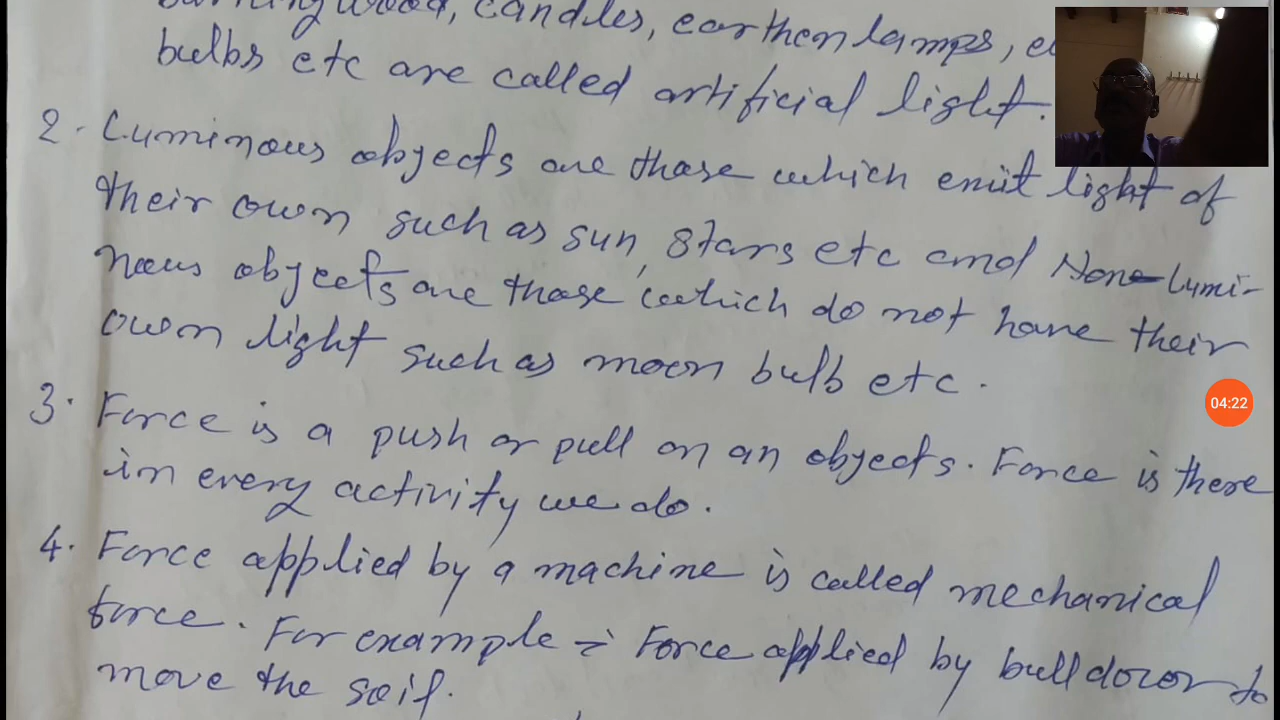 burning wood, candles, earthen lamps,
bulbs etc are called artificial light.
2. Luminous objects are those which emit light of
their own such as sun, stars etc and Non-lumi-
nous objects are those which do not have their
own light such as moon bulb etc.
3. Force is a push or pull on an objects. Force is there
in every activity we do.
4. Force applied by a machine is called mechanical
force. For example = Force applied by bulldozor to
move the soil.
04:22